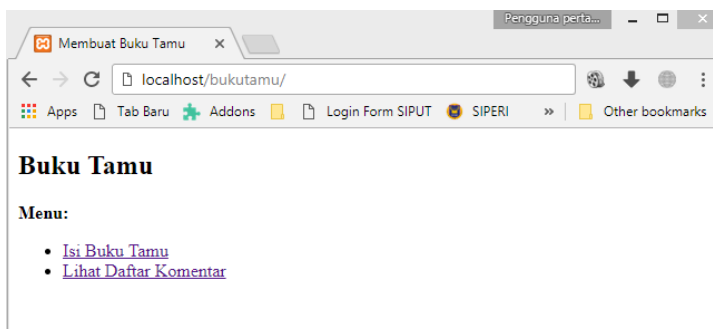 Pengguna perta...
Membuat Buku Tamu
localhost/bukutamu/
Apps Tab Baru Addons Login Form SIPUT SIPERI » Other bookmarks
Buku Tamu
Menu:
Isi Buku Tamu
Lihat Daftar Komentar